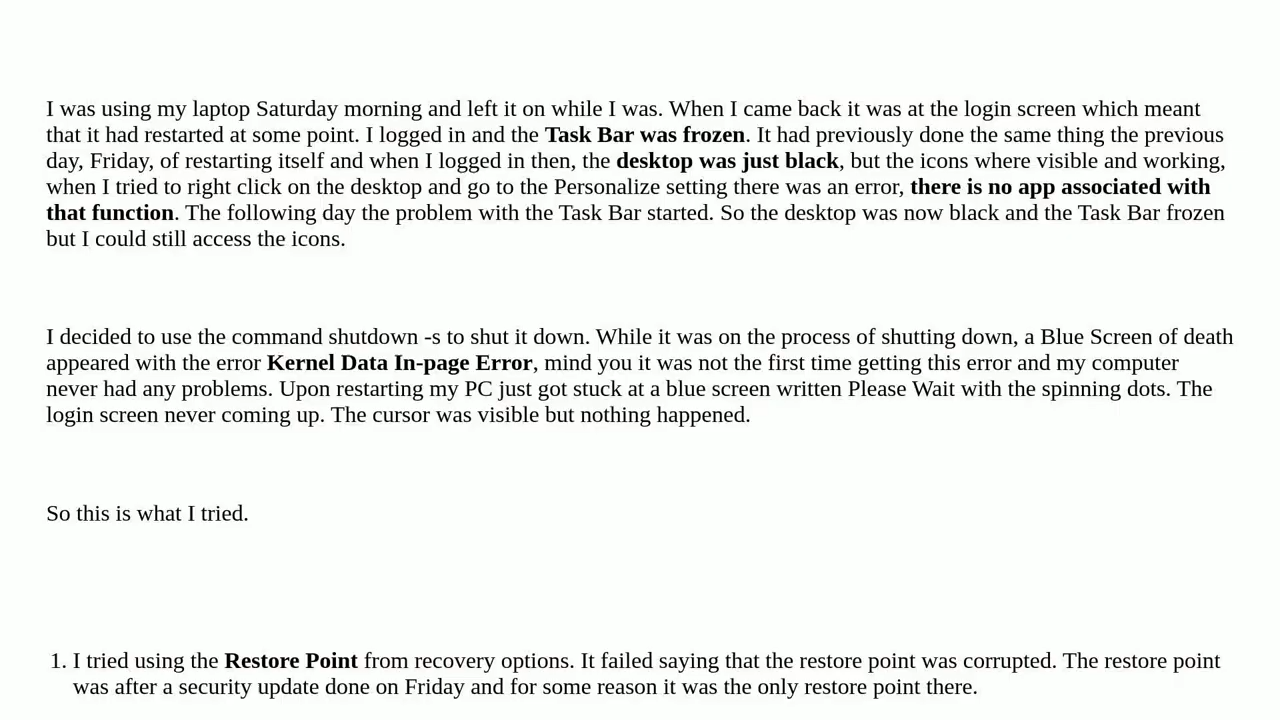 I was using my laptop Saturday morning and left it on while I was. When I came back it was at the login screen which meant
that it had restarted at some point. I logged in and the Task Bar was frozen. It had previously done the same thing the previous
day, Friday, of restarting itself and when I logged in then, the desktop was just black, but the icons where visible and working,
when I tried to right click on the desktop and go to the Personalize setting there was an error, there is no app associated with
that function. The following day the problem with the Task Bar started. So the desktop was now black and the Task Bar frozen
but I could still access the icons.
I decided to use the command shutdown -s to shut it down. While it was on the process of shutting down, a Blue Screen of death
appeared with the error Kernel Data In-page Error, mind you it was not the first time getting this error and my computer
never had any problems. Upon restarting my PC just got stuck at a blue screen written Please Wait with the spinning dots. The
login screen never coming up. The cursor was visible but nothing happened.
So this is what I tried.
1. I tried using the Restore Point from recovery options. It failed saying that the restore point was corrupted. The restore point
was after a security update done on Friday and for some reason it was the only restore point there.